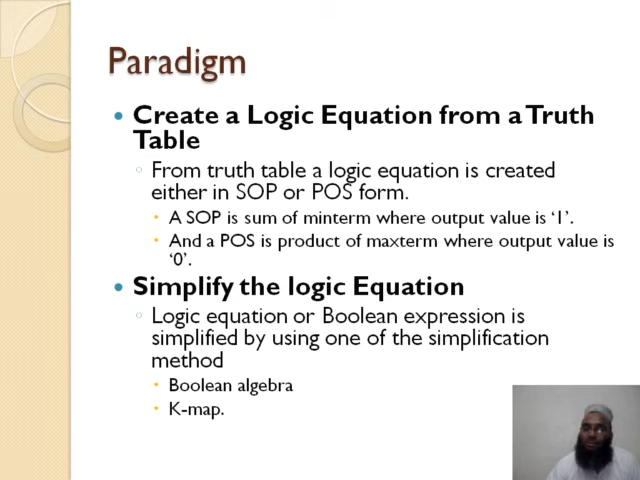 Paradigm
Create a Logic Equation from a Truth
Table
From truth table a logic equation is created
either in SOP or POS form.
A SOP is sum of minterm where output value is ‘1’.
And a POS is product of maxterm where output value is
‘0’.
Simplify the logic Equation
Logic equation or Boolean expression is
simplified by using one of the simplification
method
Boolean algebra
K-map.